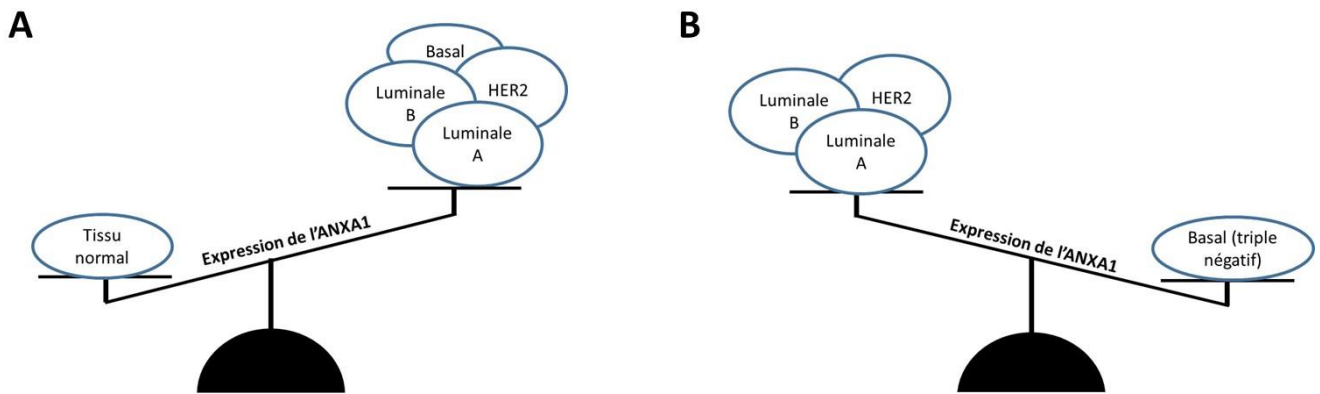 A
Basal
Luminale
B
HER2
Luminale
A
Tissu
normal
Expression de l'ANXA1
B
Luminale
B
HER2
Luminale
A
Expression de l'ANXA1
Basal (triple
négatif)